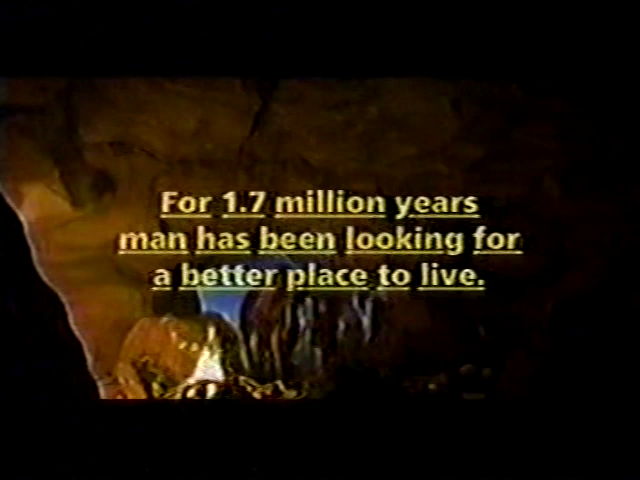 For 1.7 million years
man has been looking for
a better place to live.